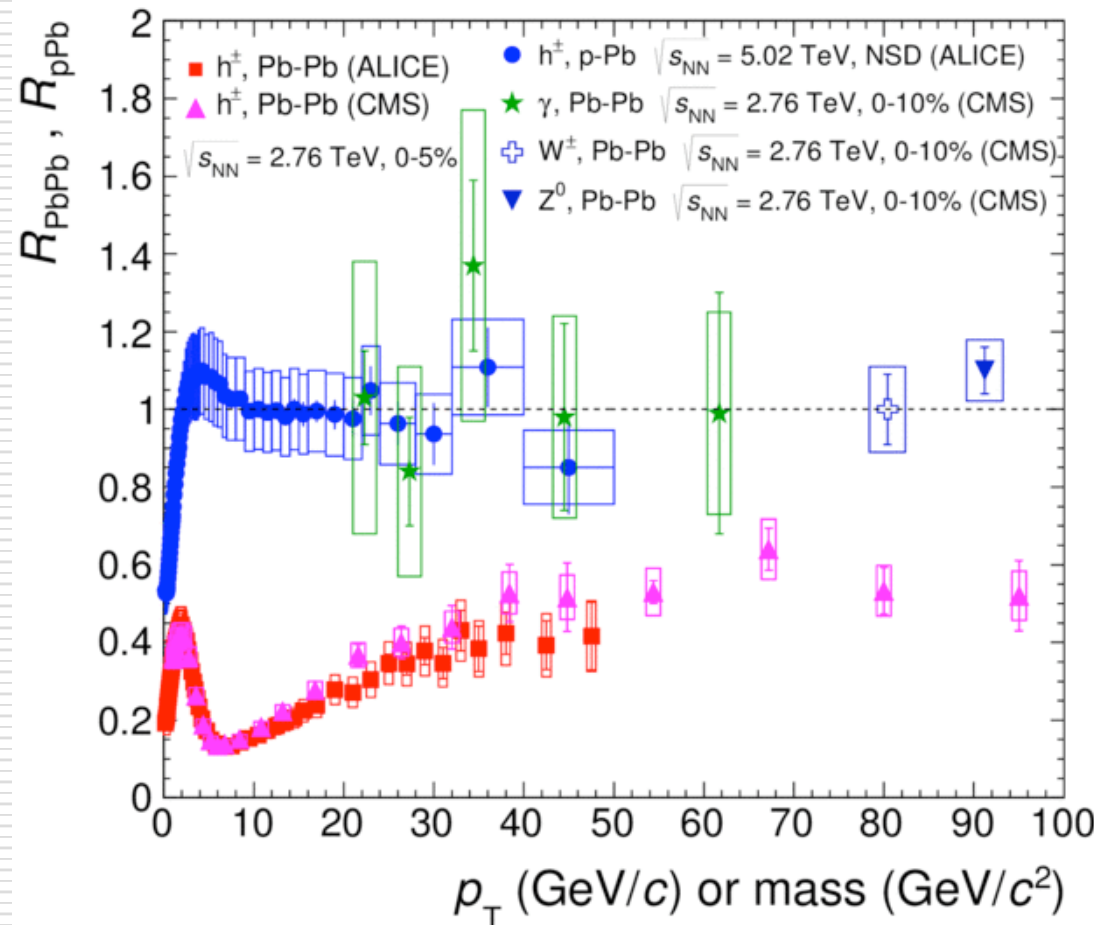 R_PbPb , R_pPb
h±, Pb-Pb (ALICE)
h±, Pb-Pb (CMS)
√s_NN = 2.76 TeV, 0-5%
h±, p-Pb √s_NN = 5.02 TeV, NSD (ALICE)
γ, Pb-Pb √s_NN = 2.76 TeV, 0-10% (CMS)
W±, Pb-Pb √s_NN = 2.76 TeV, 0-10% (CMS)
Z⁰, Pb-Pb √s_NN = 2.76 TeV, 0-10% (CMS)
2
1.8
1.6
1.4
1.2
1
0.8
0.6
0.4
0.2
0
0 10 20 30 40 50 60 70 80 90 100
p_T (GeV/c) or mass (GeV/c²)